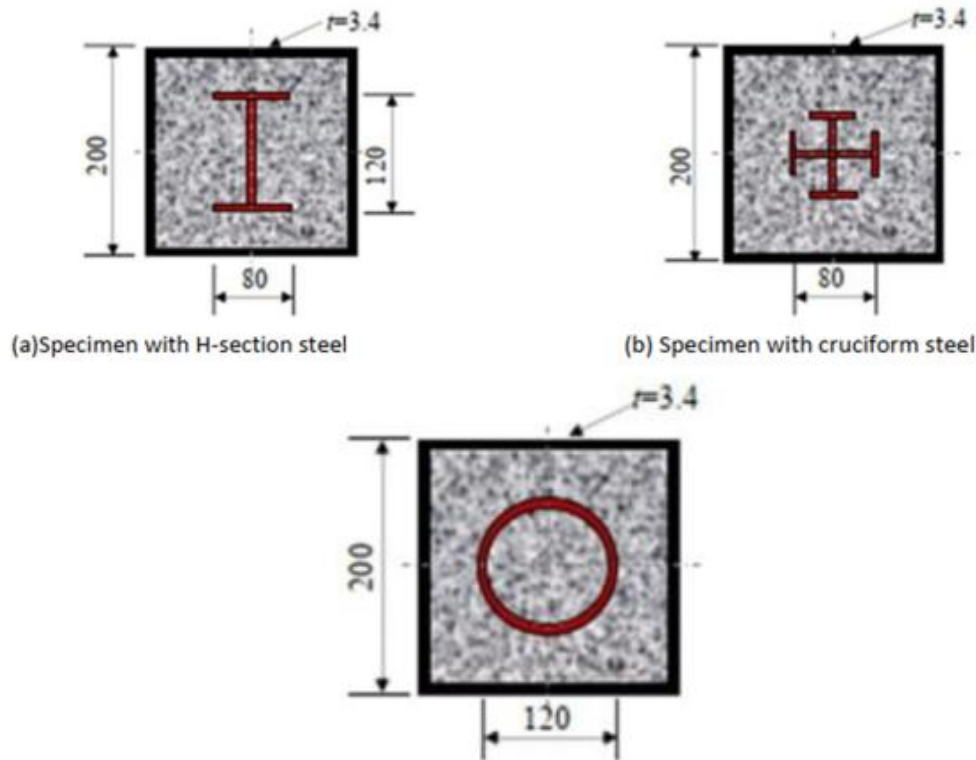 t=3.4
t=3.4
200
120
200
80
80
(a)Specimen with H-section steel
(b) Specimen with cruciform steel
t=3.4
200
120